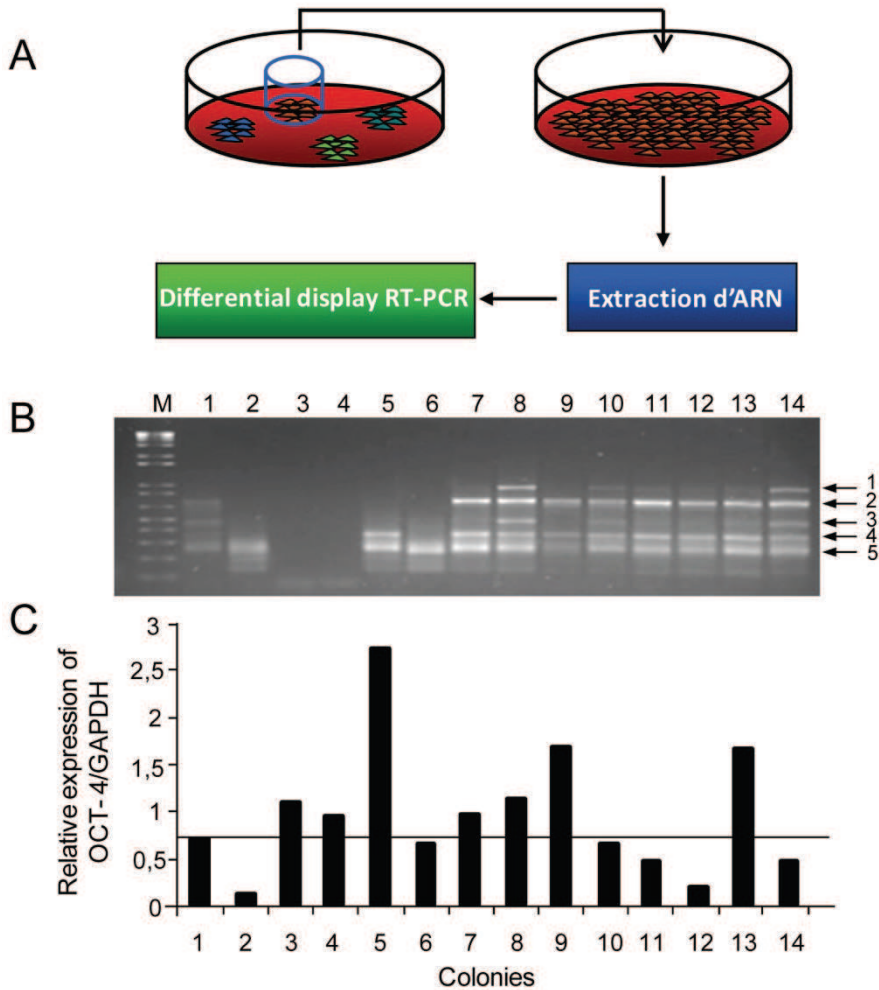 A
Differential display RT-PCR
Extraction d'ARN
B
M 1 2 3 4 5 6 7 8 9 10 11 12 13 14
1
2
3
4
5
C
Relative expression of
OCT-4/GAPDH
3
2,5
2
1,5
1
0,5
0
1 2 3 4 5 6 7 8 9 10 11 12 13 14
Colonies